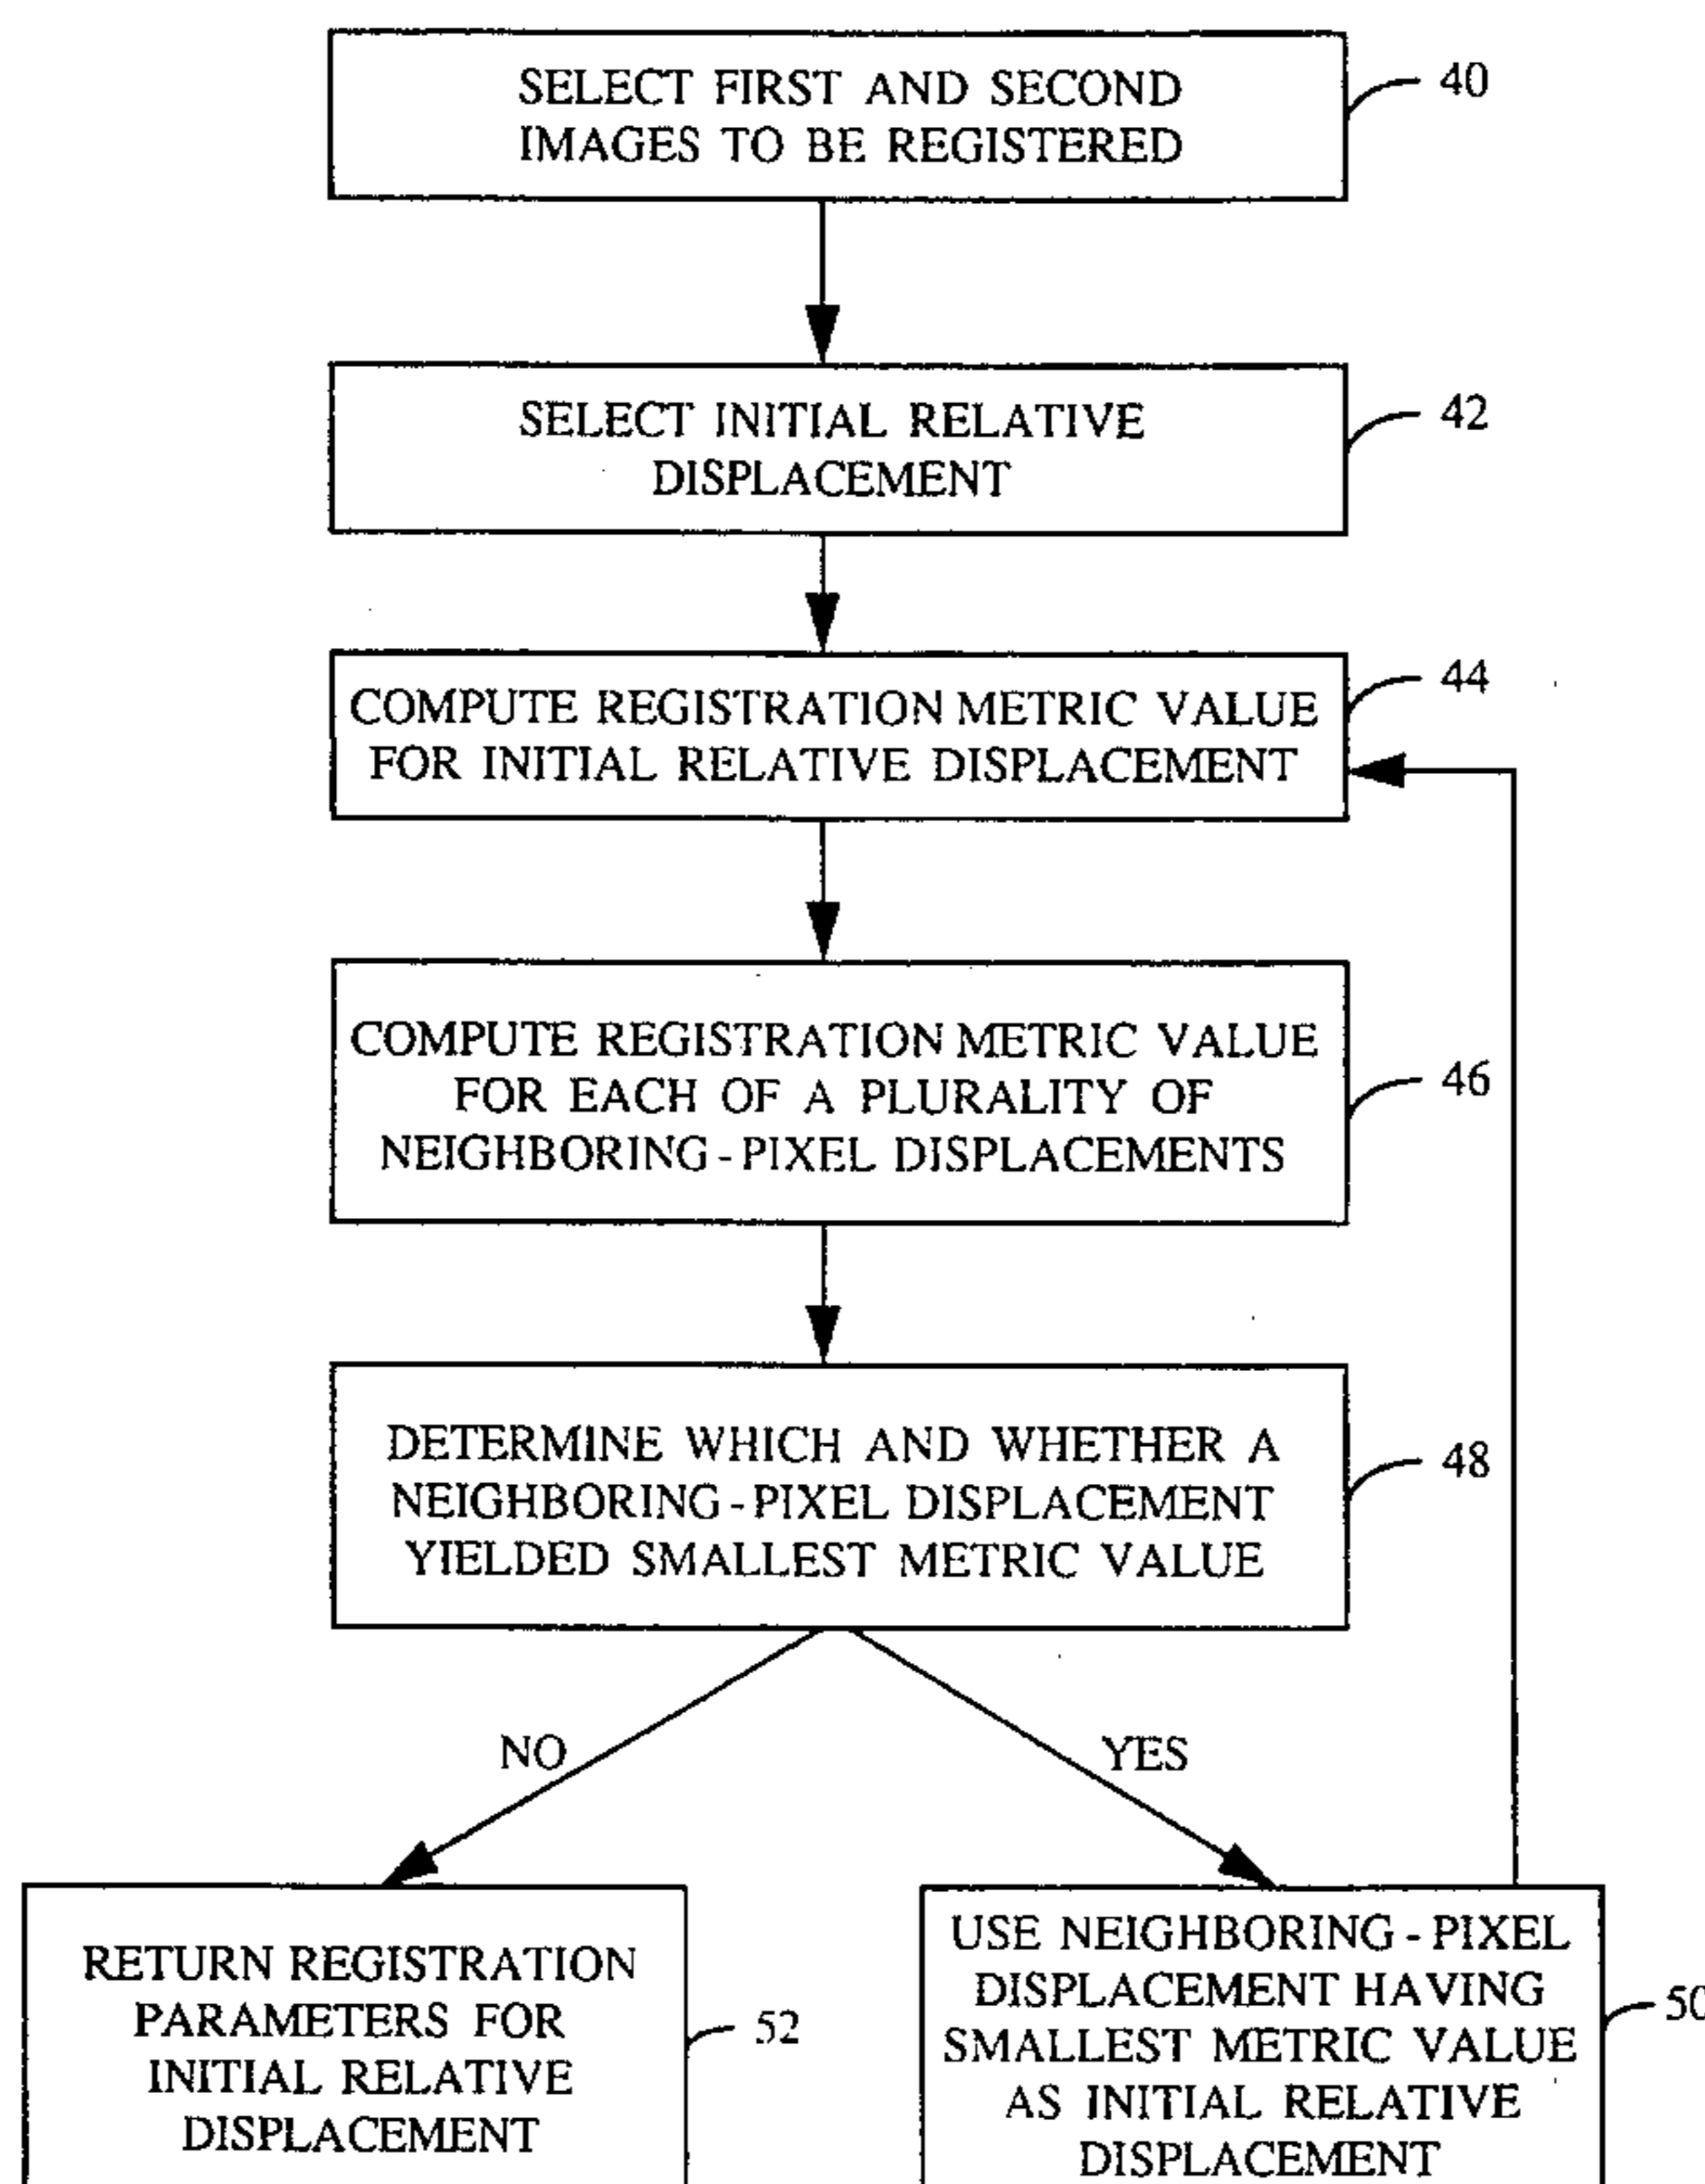 SELECT FIRST AND SECOND
IMAGES TO BE REGISTERED
40
SELECT INITIAL RELATIVE
DISPLACEMENT
42
COMPUTE REGISTRATION METRIC VALUE
FOR INITIAL RELATIVE DISPLACEMENT
44
COMPUTE REGISTRATION METRIC VALUE
FOR EACH OF A PLURALITY OF
NEIGHBORING-PIXEL DISPLACEMENTS
46
DETERMINE WHICH AND WHETHER A
NEIGHBORING-PIXEL DISPLACEMENT
YIELDED SMALLEST METRIC VALUE
48
NO
YES
RETURN REGISTRATION
PARAMETERS FOR
INITIAL RELATIVE
DISPLACEMENT
52
USE NEIGHBORING-PIXEL
DISPLACEMENT HAVING
SMALLEST METRIC VALUE
AS INITIAL RELATIVE
DISPLACEMENT
50